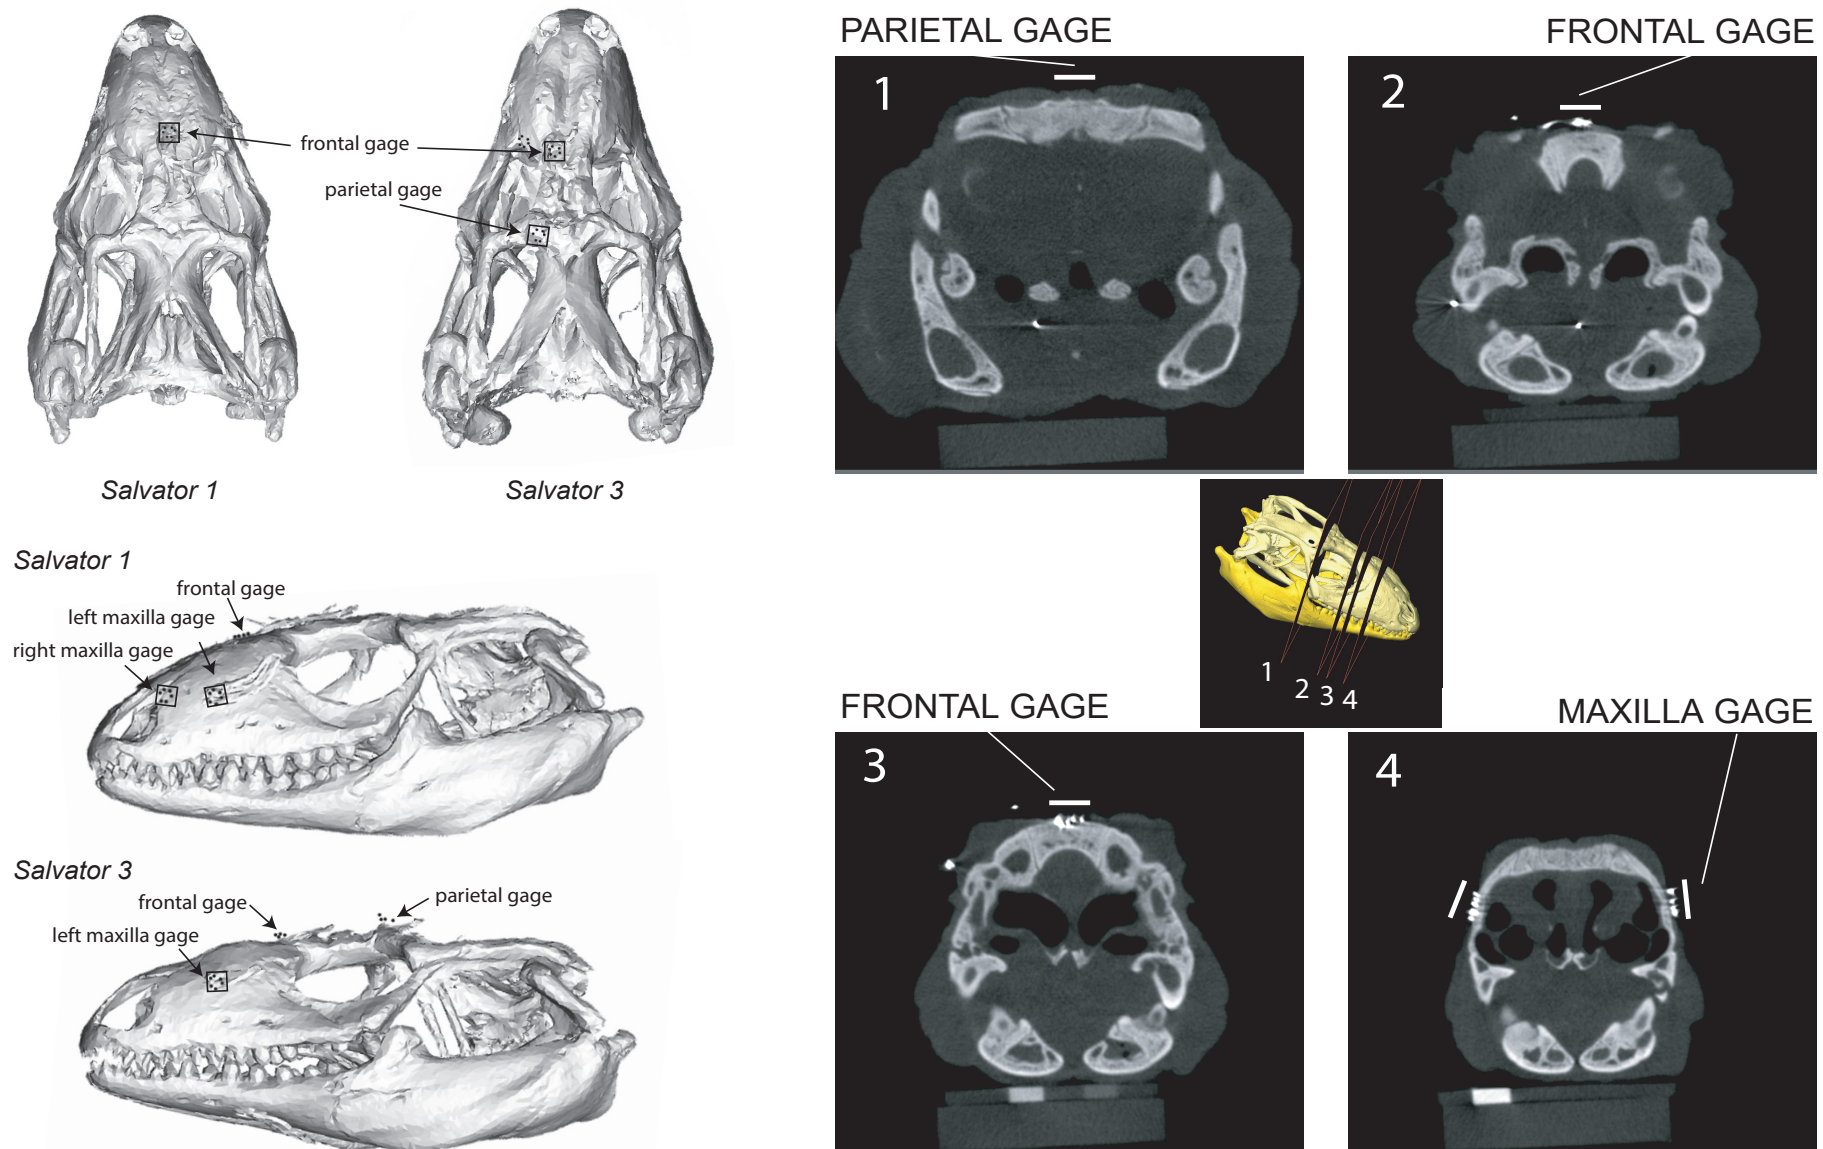 frontal gage
parietal gage
Salvator 1
Salvator 3
Salvator 1
frontal gage
left maxilla gage
right maxilla gage
Salvator 3
frontal gage
parietal gage
left maxilla gage
PARIETAL GAGE
FRONTAL GAGE
1
2
1
2
3
4
FRONTAL GAGE
MAXILLA GAGE
3
4